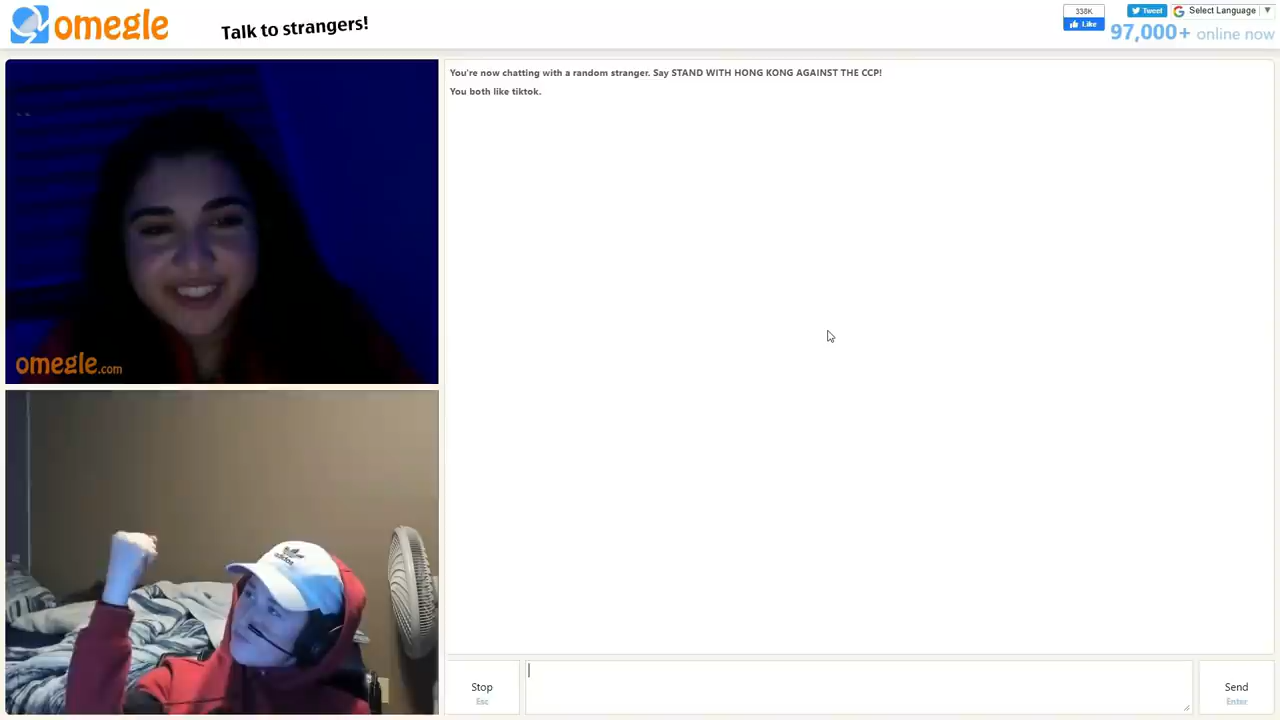 omegle
Talk to strangers!
338K
Like
Tweet
Select Language ▼
97,000+ online now
You're now chatting with a random stranger. Say STAND WITH HONG KONG AGAINST THE CCP!
You both like tiktok.
omegle.com
adidas
Stop
Esc
Send
Enter